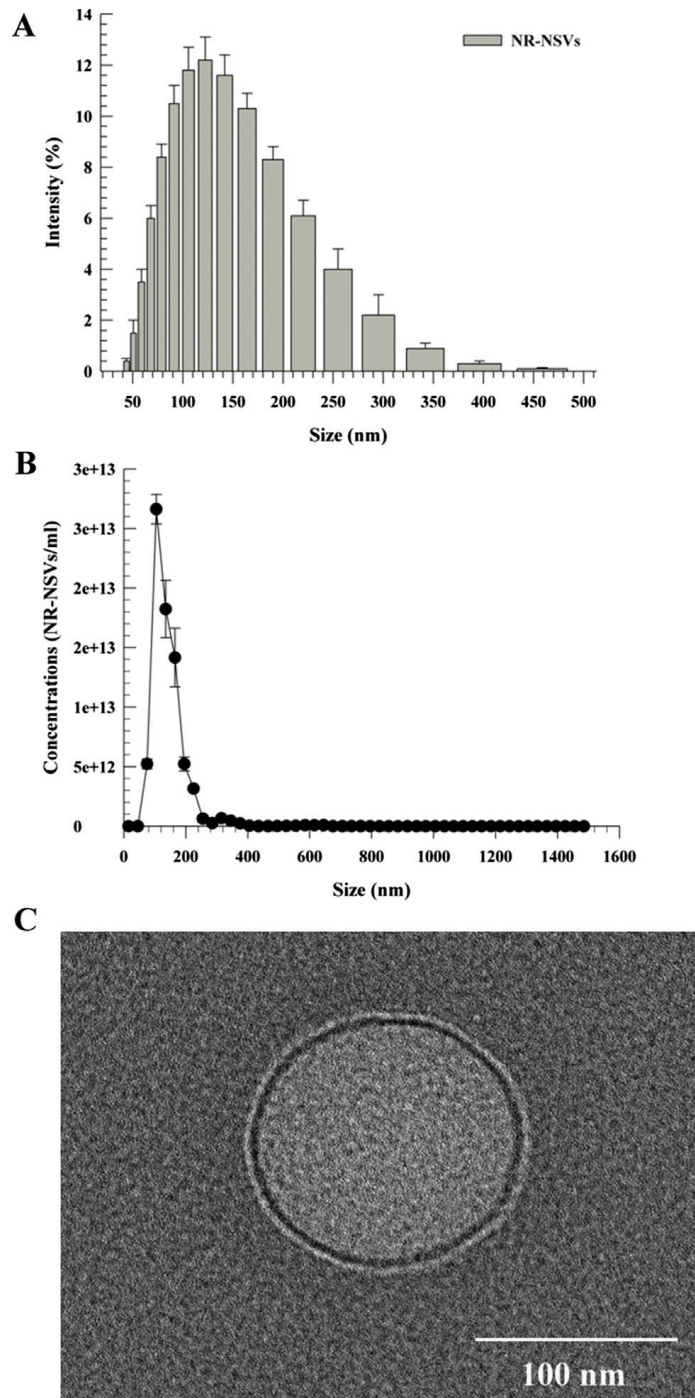 A
14
NR-NSVs
12
10
8
6
4
2
0
Intensity (%)
50 100 150 200 250 300 350 400 450 500
Size (nm)
B
3e+13
3e+13
2e+13
2e+13
1e+13
5e+12
0
Concentrations (NR-NSVs/ml)
0 200 400 600 800 1000 1200 1400 1600
Size (nm)
C
100 nm